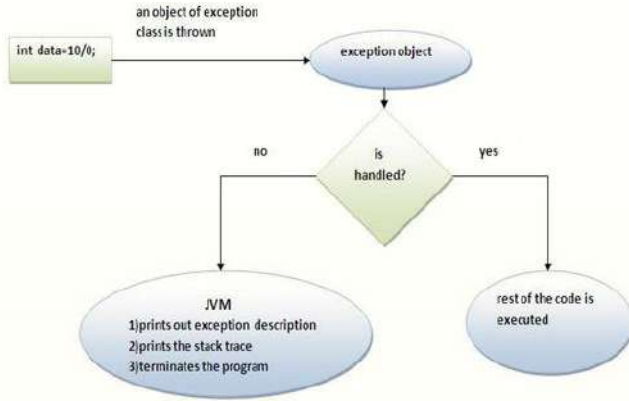 an object of exception
class is thrown
int data=10/0;
exception object
no
is
handled?
yes
JVM
1)prints out exception description
2)prints the stack trace
3)terminates the program
rest of the code is
executed